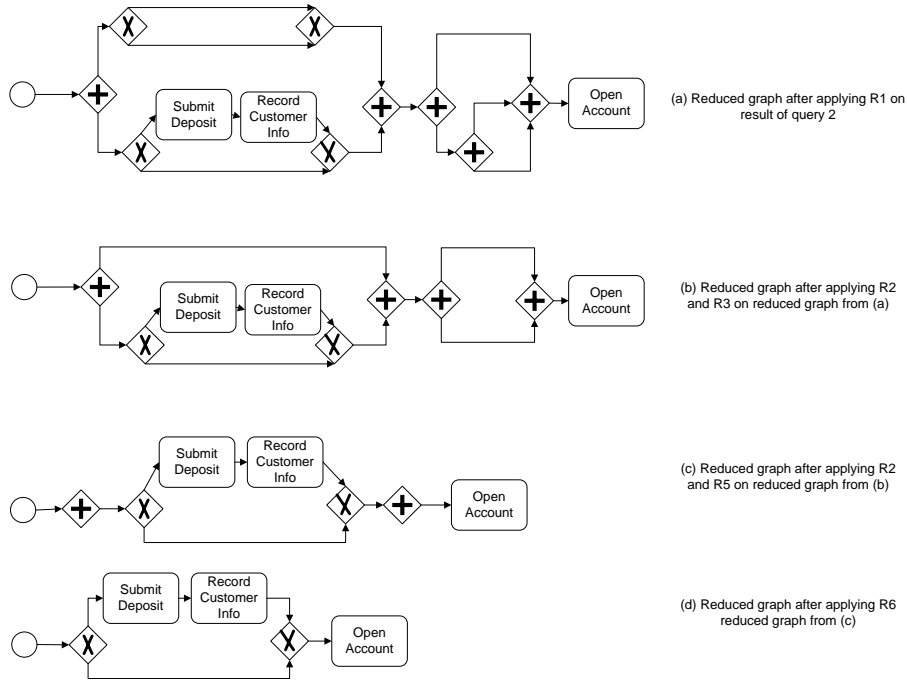 Submit
Deposit
Record
Customer
Info
Open
Account
(a) Reduced graph after applying R1 on
result of query 2
Submit
Deposit
Record
Customer
Info
Open
Account
(b) Reduced graph after applying R2
and R3 on reduced graph from (a)
Submit
Deposit
Record
Customer
Info
Open
Account
(c) Reduced graph after applying R2
and R5 on reduced graph from (b)
Submit
Deposit
Record
Customer
Info
Open
Account
(d) Reduced graph after applying R6
reduced graph from (c)